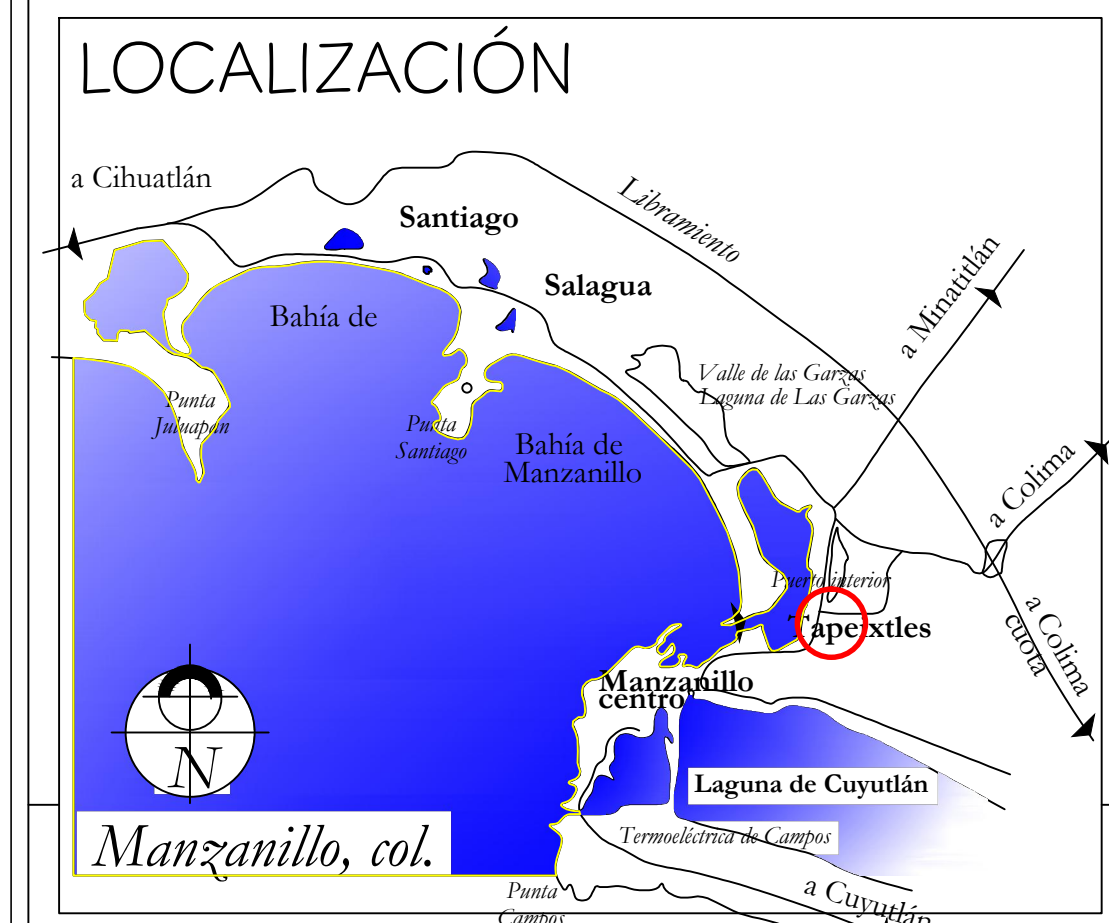 LOCALIZACIÓN
a Cihuatlán
Santiago
Libramiento
Salagua
a Minatitlán
Bahía de
Valle de las Garzas
Laguna de Las Garzas
Punta
Juluapan
Punta
Santiago
Bahía de
Manzanillo
a Colima
Puerto interior
Tapeixtles
a Colima
cuota
Manzanillo
centro
N
Laguna de Cuyutlán
Termoeléctrica de Campos
Manzanillo, col.
Punta
Campos
a Cuyutlán